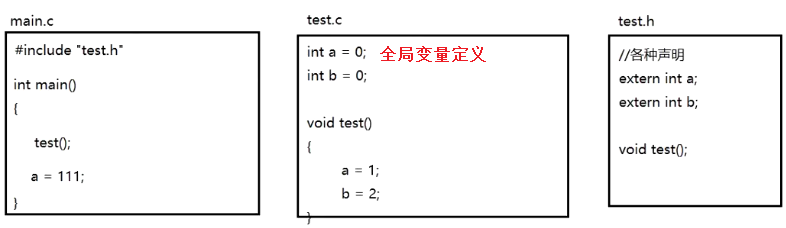 main.c
#include "test.h"
int main()
{
test();
a = 111;
}
test.c
int a = 0; 全局变量定义
int b = 0;
void test()
{
a = 1;
b = 2;
}
test.h
//各种声明
extern int a;
extern int b;
void test();